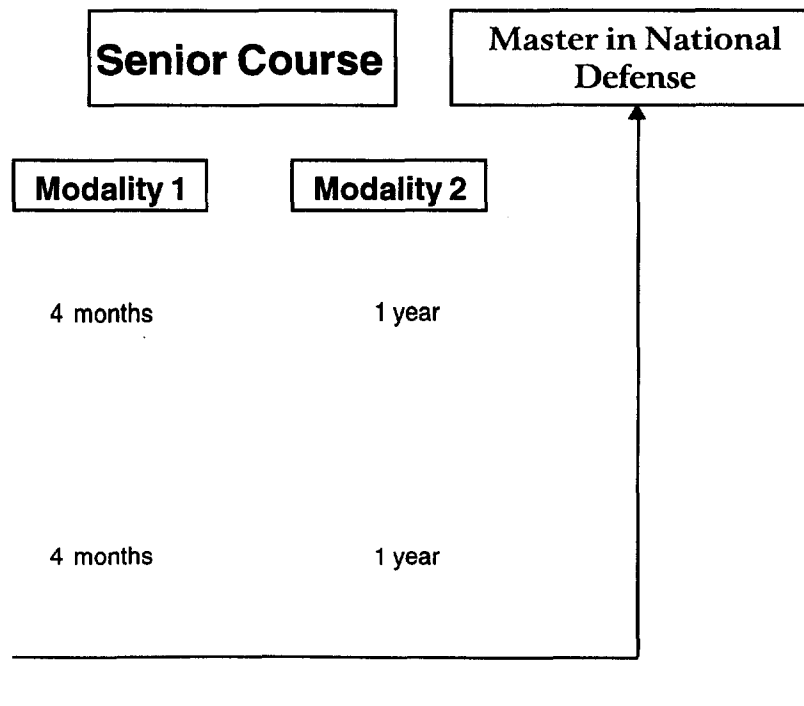 Senior Course
Master in National
Defense
Modality 1
Modality 2
4 months
1 year
4 months
1 year